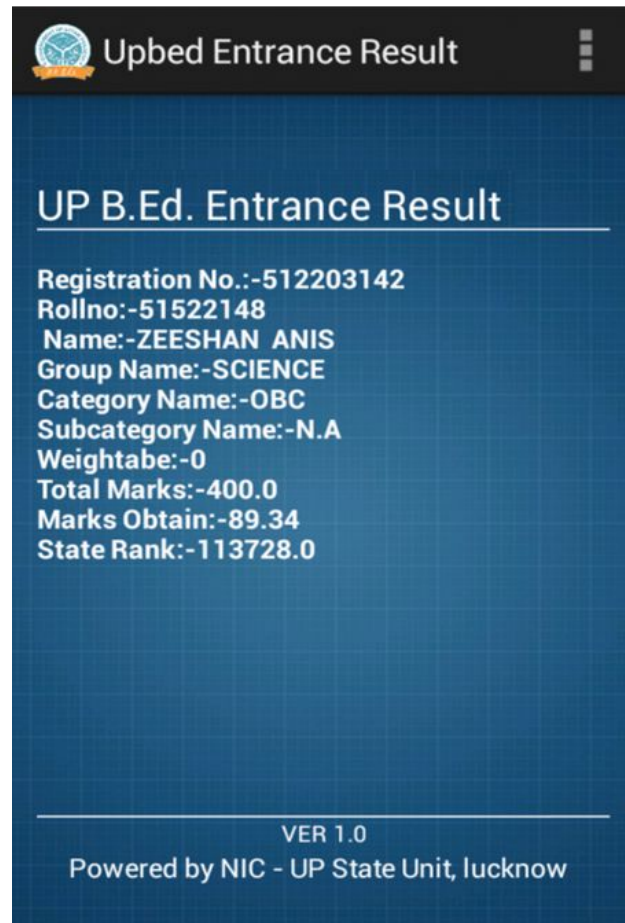 Upbed Entrance Result
UP B.Ed. Entrance Result
Registration No.:-512203142
Rollno:-51522148
Name:-ZEESHAN ANIS
Group Name:-SCIENCE
Category Name:-OBC
Subcategory Name:-N.A
Weightabe:-0
Total Marks:-400.0
Marks Obtain:-89.34
State Rank:-113728.0
VER 1.0
Powered by NIC - UP State Unit, lucknow